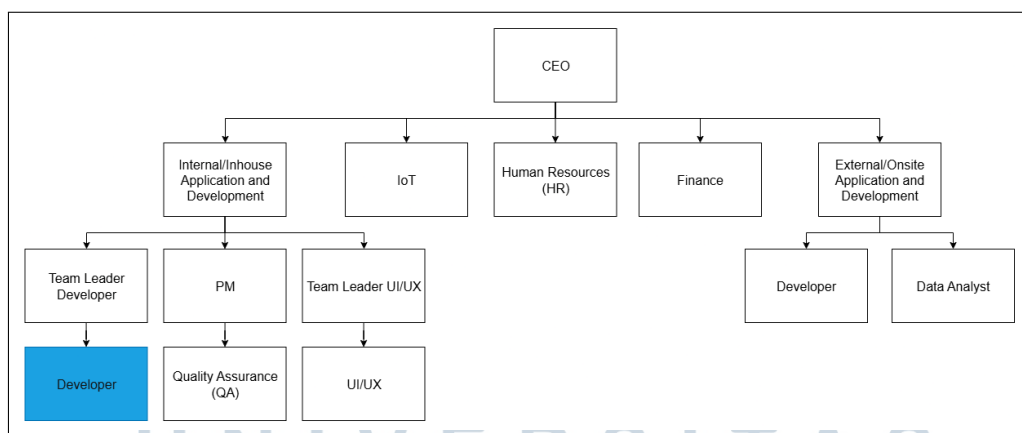 CEO
Internal/Inhouse
Application and
Development
IoT
Human Resources
(HR)
Finance
External/Onsite
Application and
Development
Team Leader
Developer
PM
Team Leader UI/UX
Developer
Data Analyst
Developer
Quality Assurance
(QA)
UI/UX